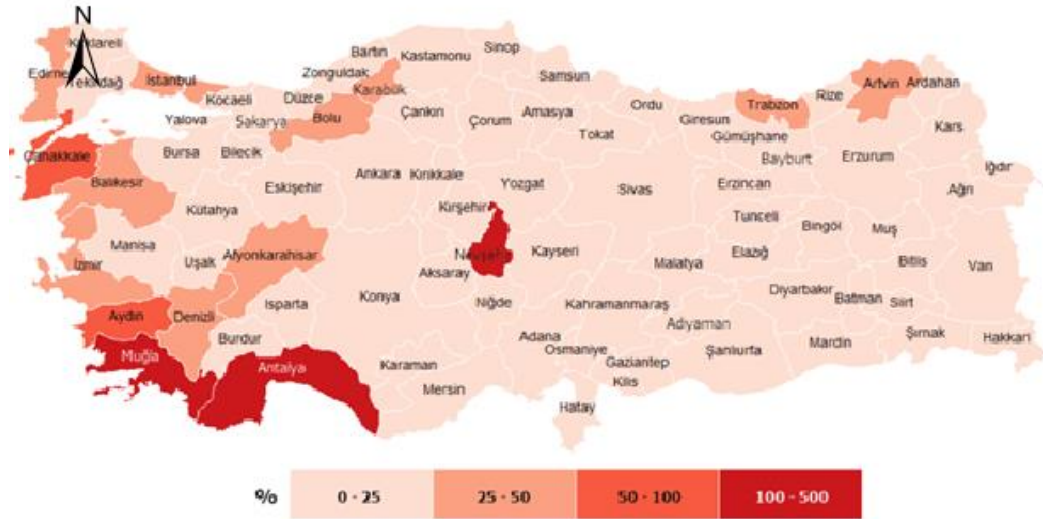 N
Kırklareli
Edirne
Tekirdağ
İstanbul
Kocaeli
Yalova
Sakarya
Düzce
Zonguldak
Bartın
Karabük
Bolu
Kastamonu
Sinop
Samsun
Çankırı
Çorum
Amasya
Ordu
Tokat
Giresun
Trabzon
Gümüşhane
Rize
Artvin
Ardahan
Kars
Bayburt
Erzurum
Iğdır
Ağrı
Çanakkale
Balıkesir
Bursa
Bilecik
Eskişehir
Kütahya
Ankara
Kırıkkale
Yozgat
Sivas
Erzincan
Tunceli
Bingöl
Muş
Kırşehir
Nevşehir
Kayseri
Malatya
Elazığ
Bitlis
Van
Manisa
İzmir
Uşak
Afyonkarahisar
Aksaray
Konya
Niğde
Kahramanmaraş
Adıyaman
Diyarbakır
Batman
Siirt
Şırnak
Hakkarı
Aydın
Denizli
Isparta
Burdur
Muğla
Antalya
Karaman
Mersin
Adana
Osmaniye
Gaziantep
Kilis
Şanlıurfa
Mardin
Hatay
% 0 - 25 25 - 50 50 - 100 100 - 500